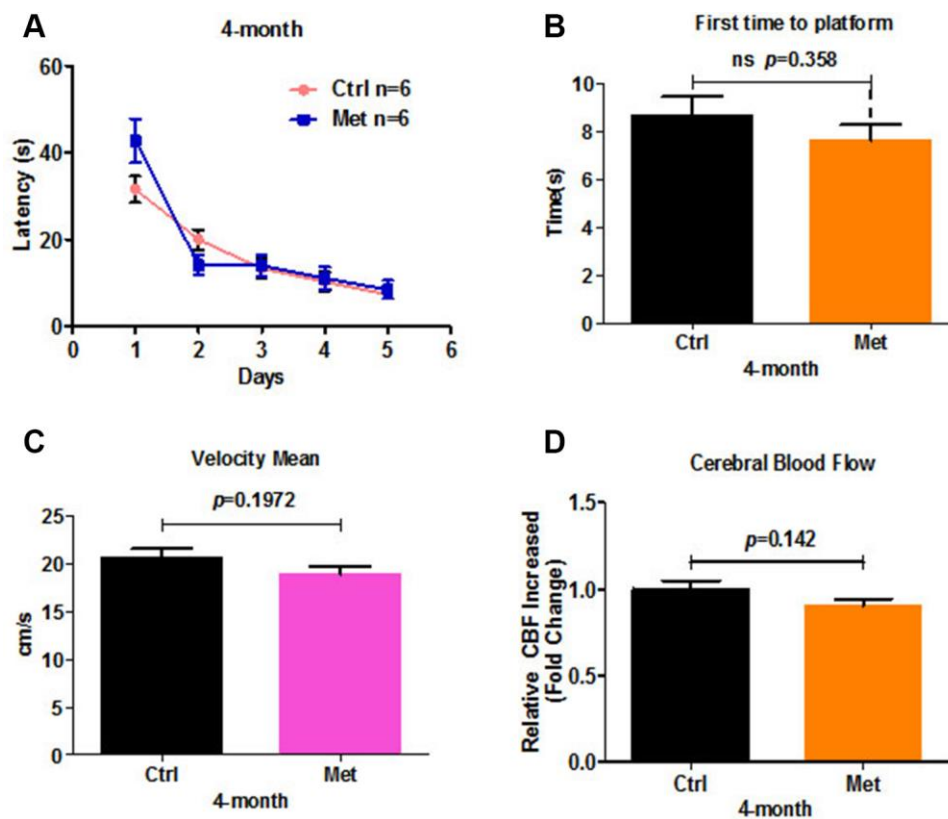 A
4-month
60
40
20
0
Latency (s)
Ctrl n=6
Met n=6
0 1 2 3 4 5 6
Days
B
First time to platform
ns p=0.358
10
8
6
4
2
0
Time(s)
Ctrl Met
4-month
C
Velocity Mean
p=0.1972
25
20
15
10
5
0
cm/s
Ctrl Met
4-month
D
Cerebral Blood Flow
p=0.142
1.5
1.0
0.5
0.0
Relative CBF Increased
(Fold Change)
Ctrl Met
4-month